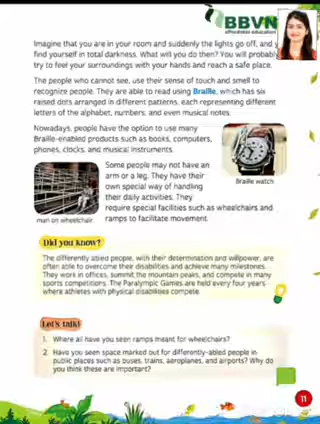 BBVN
affordable education
Imagine that you are in your room and suddenly the lights go off, and y
find yourself in total darkness. What will you do then? You will probabl
try to feel your surroundings with your hands and reach a safe place.
The people who cannot see, use their sense of touch and smell to
recognize people. They are able to read using Braille, which has six
raised dots arranged in different patterns, each representing different
letters of the alphabet, numbers, and even musical notes.
Nowadays, people have the option to use many
Braille-enabled products such as books, computers,
phones, clocks, and musical instruments.
Braille watch
Some people may not have an
arm or a leg. They have their
own special way of handling
their daily activities. They
require special facilities such as wheelchairs and
ramps to facilitate movement.
man on wheelchair
Did you know?
The differently abled people, with their determination and willpower, are
often able to overcome their disabilities and achieve many milestones.
They work in offices, summit the mountain peaks, and compete in many
sports competitions. The Paralympic Games are held every four years
where athletes with physical disabilities compete.
Let's talk!
1. Where all have you seen ramps meant for wheelchairs?
2. Have you seen space marked out for differently-abled people in
public places such as buses, trains, aeroplanes, and airports? Why do
you think these are important?
11